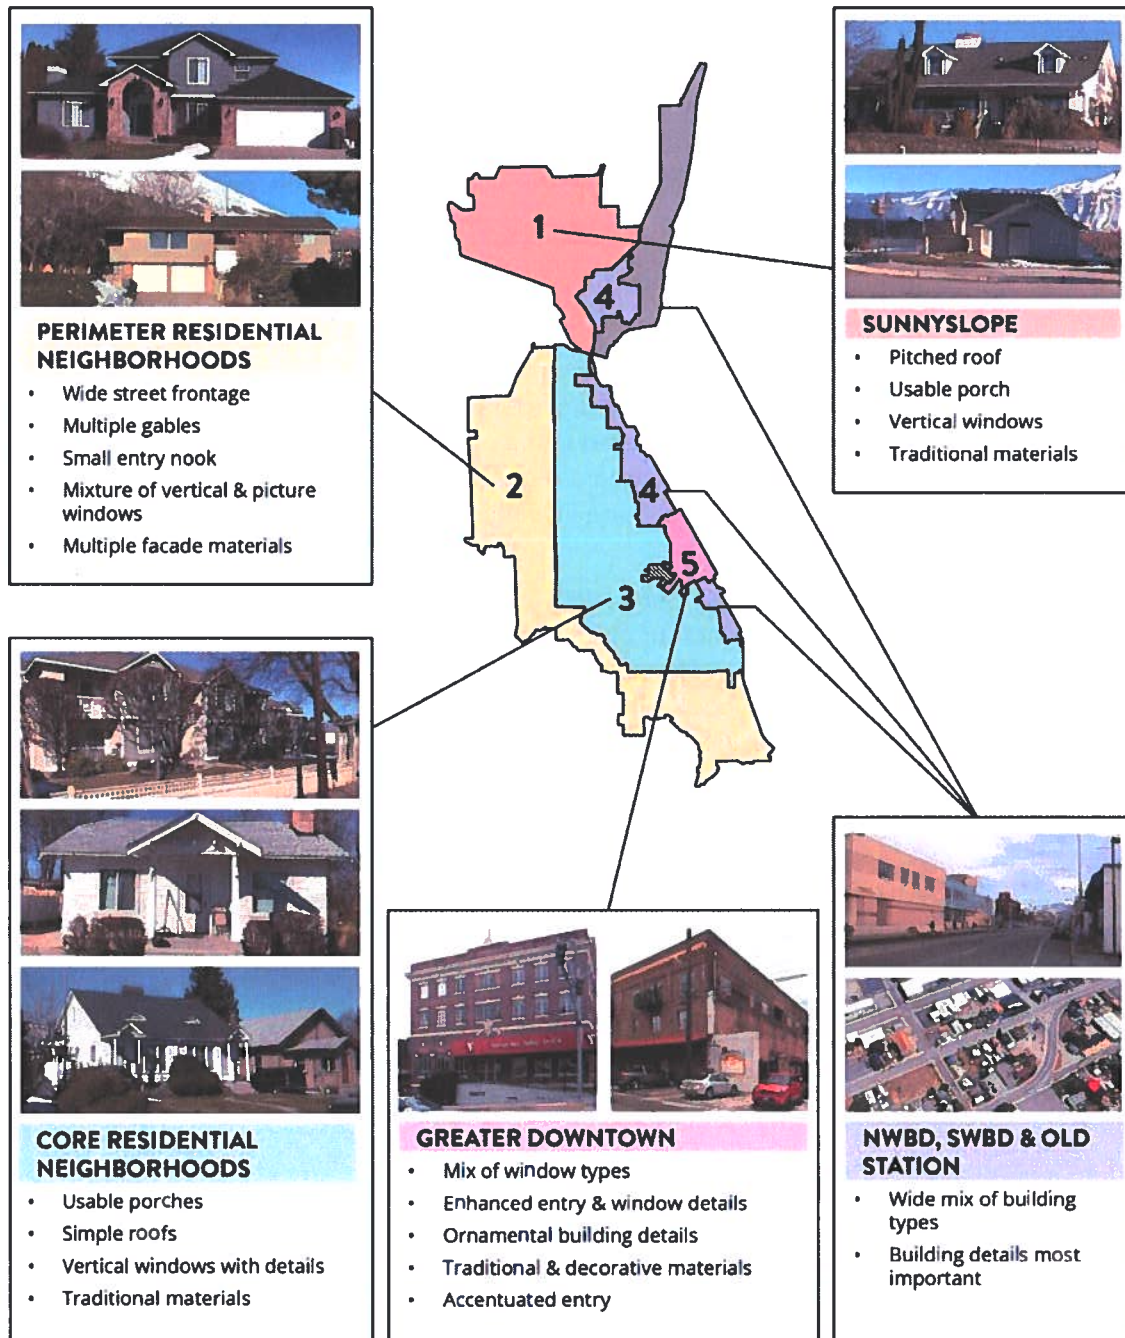 PERIMETER RESIDENTIAL
NEIGHBORHOODS
• Wide street frontage
• Multiple gables
• Small entry nook
• Mixture of vertical & picture
windows
• Multiple facade materials
SUNNYSLOPE
• Pitched roof
• Usable porch
• Vertical windows
• Traditional materials
1
4
2
4
5
3
CORE RESIDENTIAL
NEIGHBORHOODS
• Usable porches
• Simple roofs
• Vertical windows with details
• Traditional materials
GREATER DOWNTOWN
• Mix of window types
• Enhanced entry & window details
• Ornamental building details
• Traditional & decorative materials
• Accentuated entry
NWBD, SWBD & OLD
STATION
• Wide mix of building
types
• Building details most
important